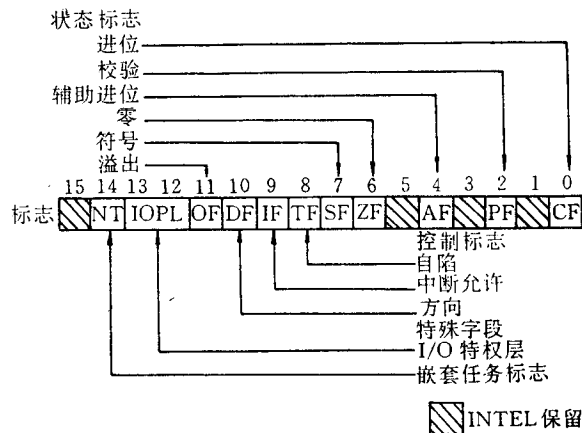 状态标志
进位
校验
辅助进位
零
符号
溢出
15 14 13 12 11 10 9 8 7 6 5 4 3 2 1 0
标志 NT IOPL OF DF IF TF SF ZF AF PF CF
控制标志
自陷
中断允许
方向
特殊字段
I/O 特权层
嵌套任务标志
INTEL 保留